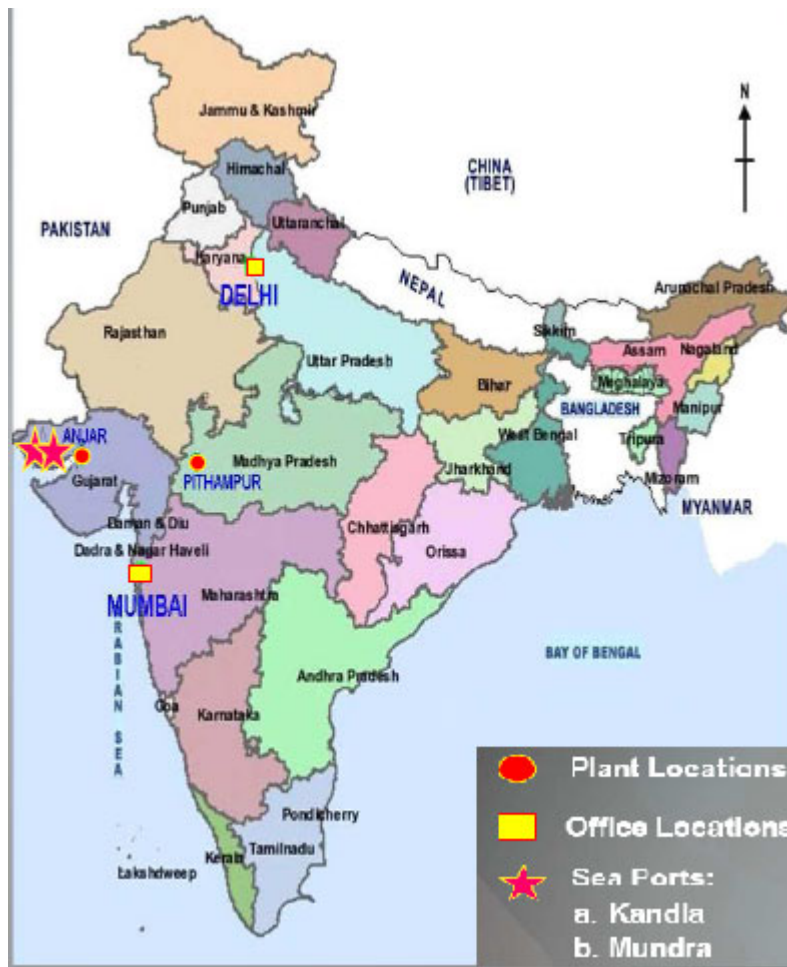 Jammu & Kashmir
N
CHINA
(TIBET)
Himachal
Punjab
Uttaranchal
PAKISTAN
Haryana
DELHI
NEPAL
Arunachal Pradesh
Rajasthan
Uttar Pradesh
Sikkim
Assam
Nagaland
Bihar
Meghalaya
BANGLADESH
Manipur
ANJAR
West Bengal
Tripura
Madhya Pradesh
Jharkhand
Gujarat
PITHAMPUR
Mizoram
MYANMAR
Daman & Diu
Chhattisgarh
Dadra & Nagar Haveli
Orissa
Maharashtra
MUMBAI
ARABIAN SEA
BAY OF BENGAL
Andhra Pradesh
Goa
Karnataka
Plant Locations
Pondicherry
Office Locations
Kerala
Tamilnadu
Lakshdweep
Sea Ports:
a. Kandla
b. Mundra